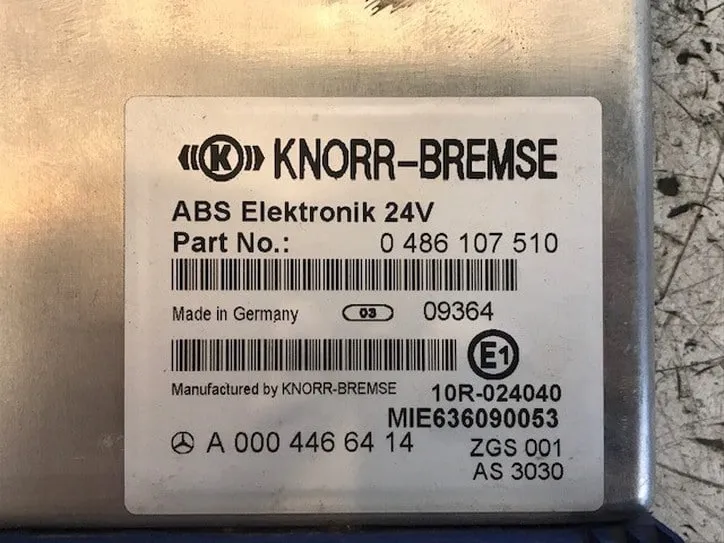 K KNORR-BREMSE
ABS Elektronik 24V
Part No.: 0 486 107 510
Made in Germany 03 09364
E1
Manufactured by KNORR-BREMSE 10R-024040
MIE636090053
A 000 446 64 14 ZGS 001
AS 3030